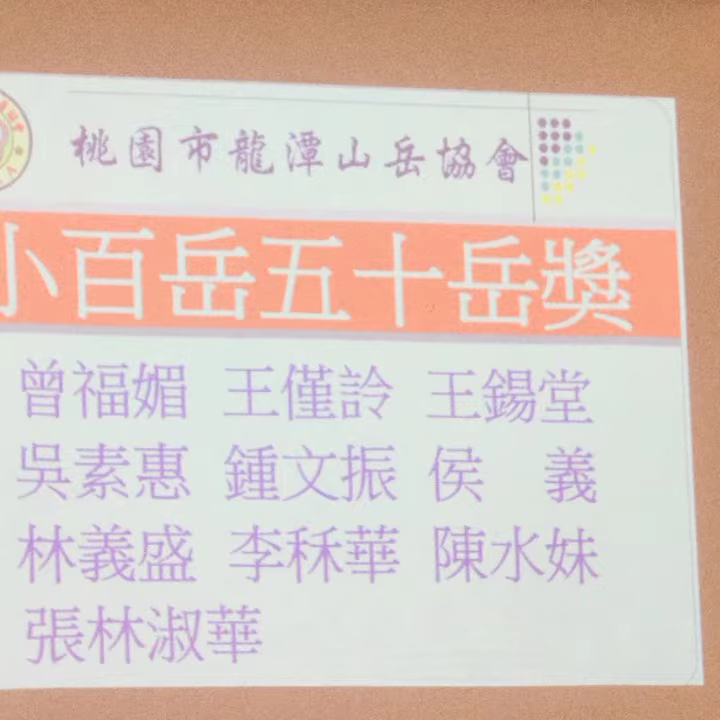 桃園市龍潭山岳協會
小百岳五十岳獎
曾福媚 王僅詅 王鍚堂
吳素惠 鍾文振 侯 義
林義盛 李秝華 陳水妹
張林淑華